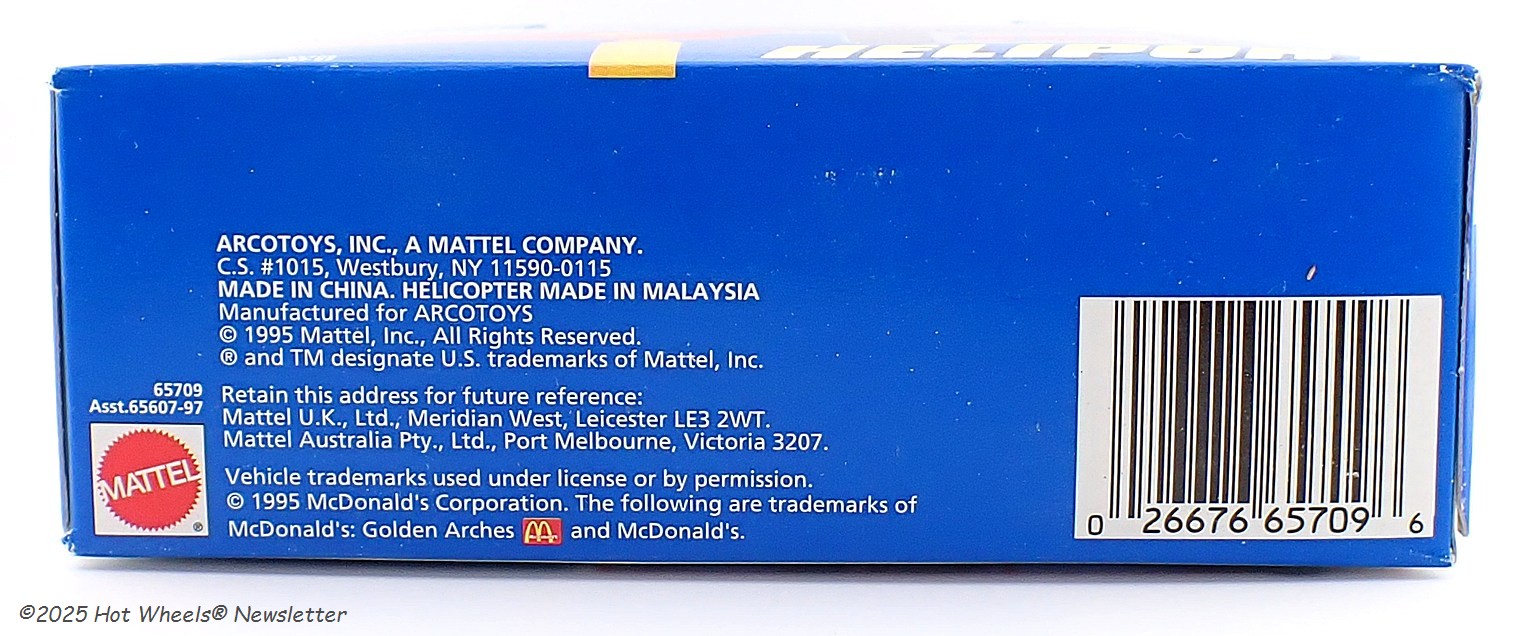 HELIPORT
ARCOTOYS, INC., A MATTEL COMPANY.
C.S. #1015, Westbury, NY 11590-0115
MADE IN CHINA. HELICOPTER MADE IN MALAYSIA
Manufactured for ARCOTOYS
© 1995 Mattel, Inc., All Rights Reserved.
® and TM designate U.S. trademarks of Mattel, Inc.
65709
Asst.65607-97
Retain this address for future reference:
Mattel U.K., Ltd., Meridian West, Leicester LE3 2WT.
Mattel Australia Pty., Ltd., Port Melbourne, Victoria 3207.
MATTEL
®
Vehicle trademarks used under license or by permission.
© 1995 McDonald's Corporation. The following are trademarks of
McDonald's: Golden Arches and McDonald's.
0 26676 65709 6
©2025 Hot Wheels® Newsletter